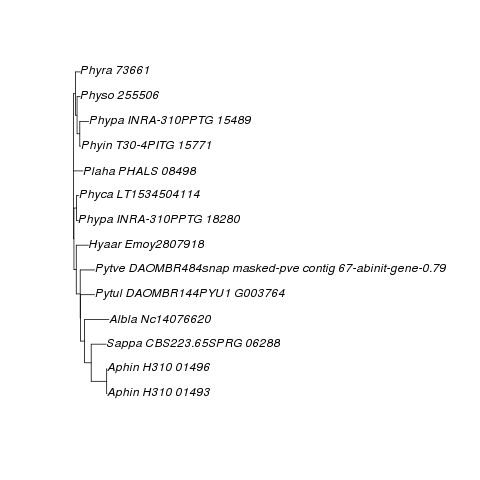 Phyra 73661
Physo 255506
Phypa INRA-310PPTG 15489
Phyin T30-4PITG 15771
Plaha PHALS 08498
Phyca LT1534504114
Phypa INRA-310PPTG 18280
Hyaar Emoy2807918
Pytve DAOMBR484snap masked-pve contig 67-abinit-gene-0.79
Pytul DAOMBR144PYU1 G003764
Albla Nc14076620
Sappa CBS223.65SPRG 06288
Aphin H310 01496
Aphin H310 01493